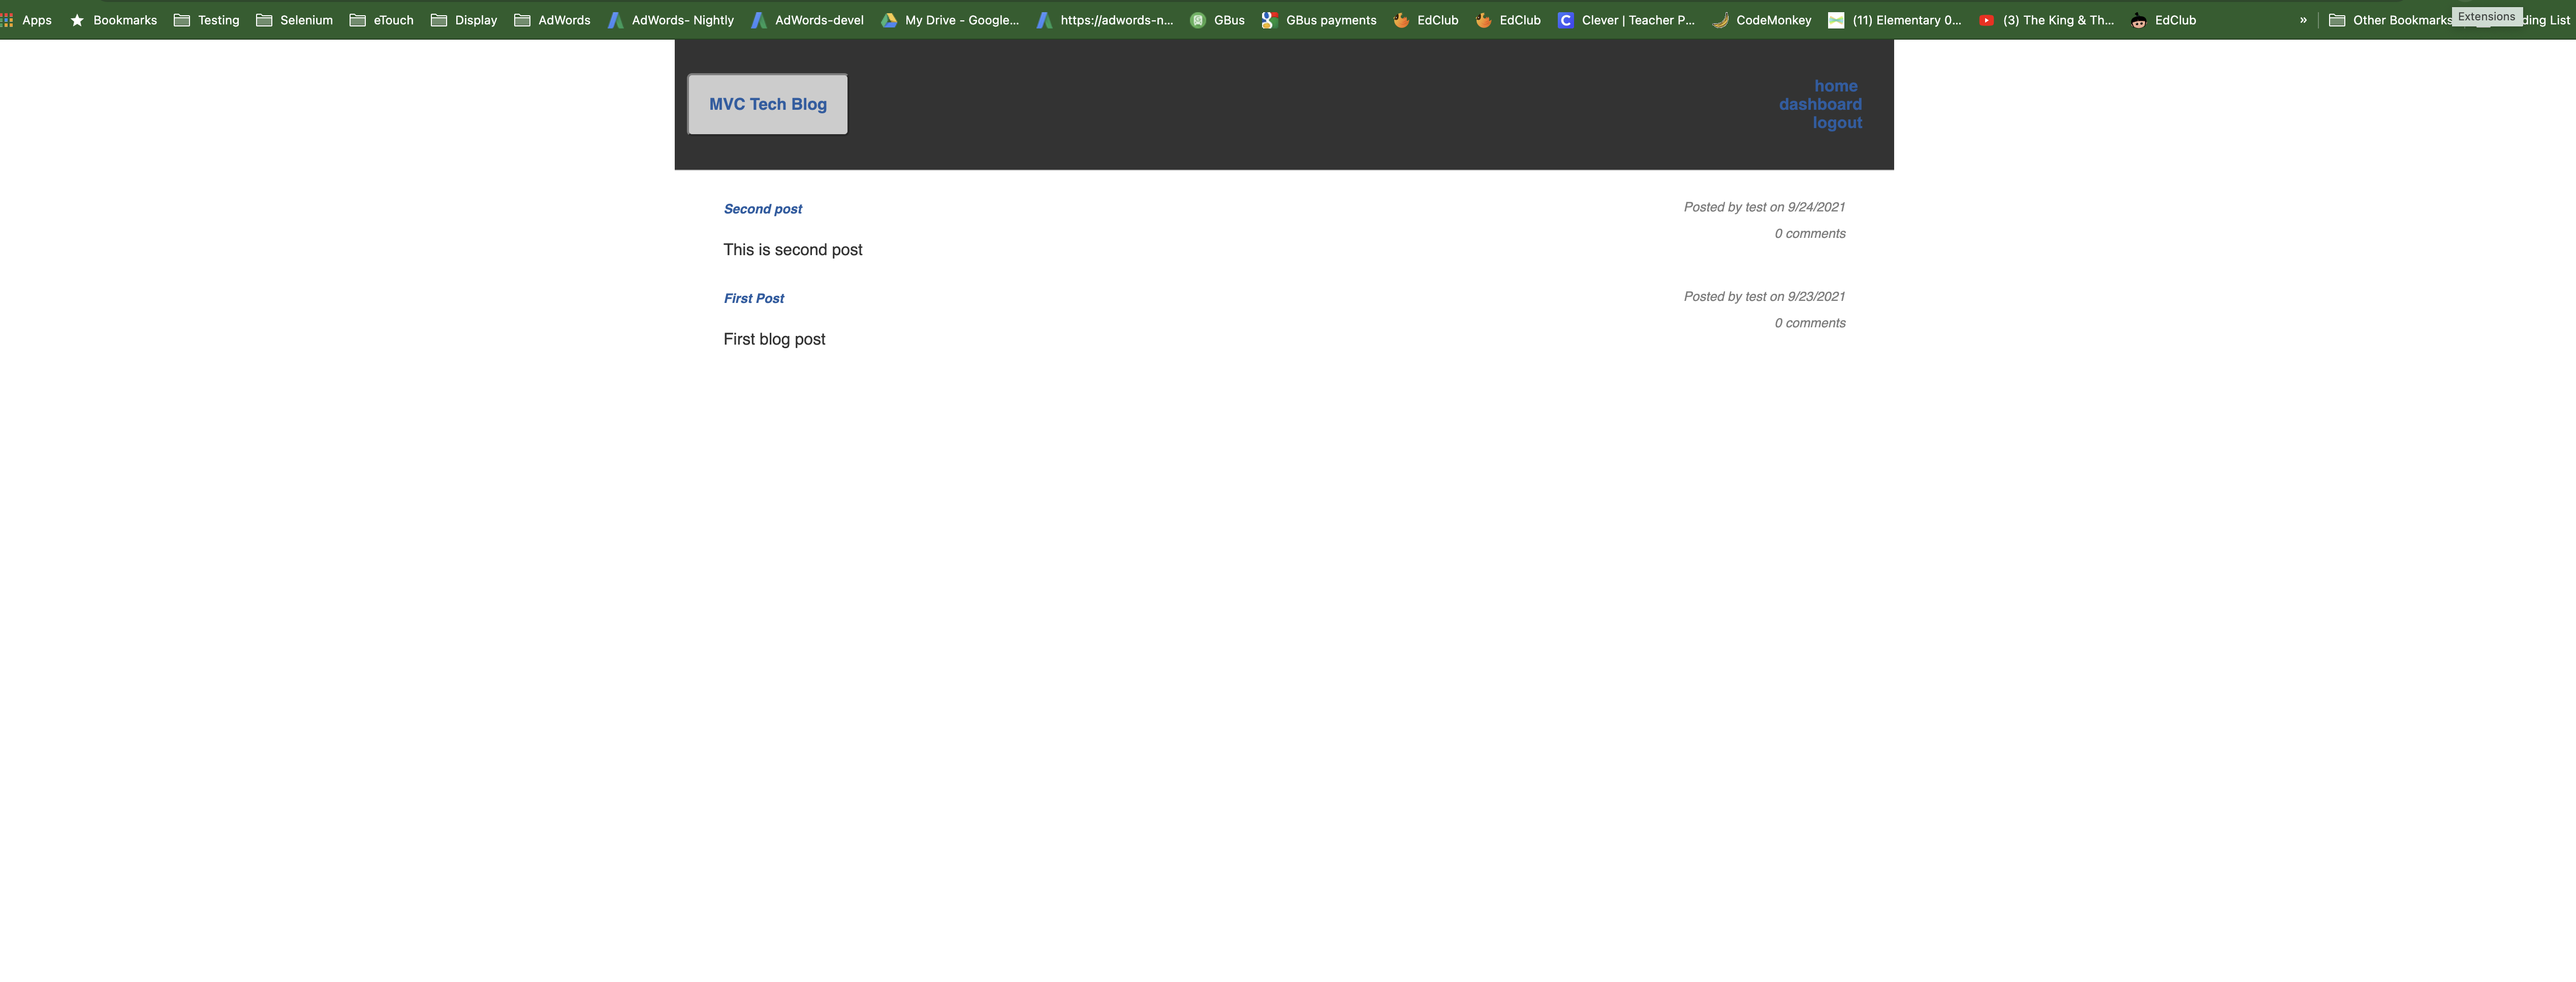 Apps Bookmarks Testing Selenium eTouch Display AdWords AdWords- Nightly AdWords-devel My Drive - Google... https://adwords-n... GBus GBus payments EdClub EdClub Clever | Teacher P... CodeMonkey (11) Elementary 0... (3) The King & Th... EdClub » Other Bookmarks Extensions ding List
MVC Tech Blog
home
dashboard
logout
Second post
Posted by test on 9/24/2021
0 comments
This is second post
First Post
Posted by test on 9/23/2021
0 comments
First blog post